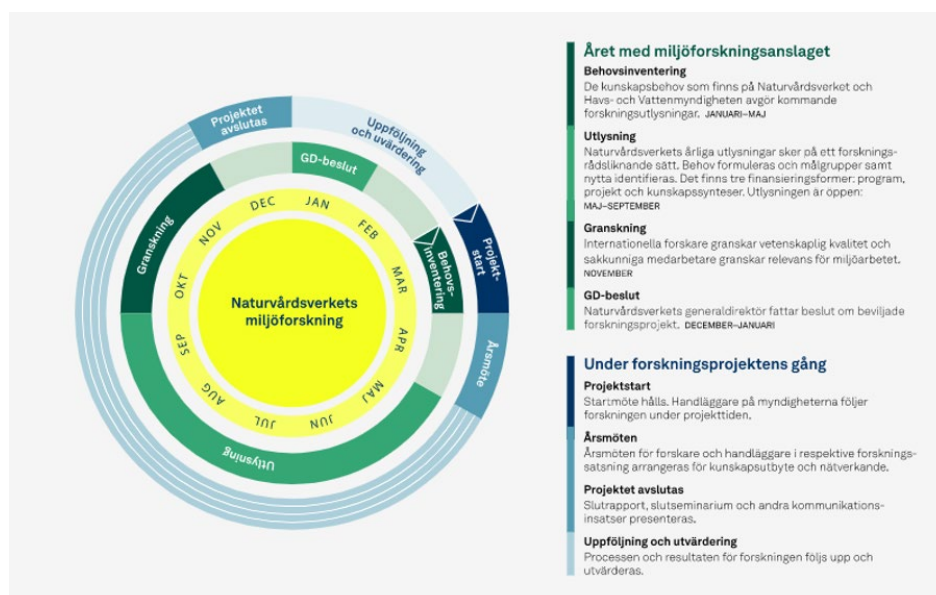 Projektet
avslutas
Uppföljning
och uvärdering
GD-beslut
Granskning
Behovs-
inventering
Projekt-
start
Årsmöte
Utlysning
JAN
FEB
MAR
APR
MAJ
JUN
JUL
AUG
SEP
OKT
NOV
DEC
Naturvårdsverkets
miljöforskning
Året med miljöforskningsanslaget
Behovsinventering
De kunskapsbehov som finns på Naturvårdsverket och
Havs- och Vattenmyndigheten avgör kommande
forskningsutlysningar. JANUARI–MAJ
Utlysning
Naturvårdsverkets årliga utlysningar sker på ett forsknings-
rådsliknande sätt. Behov formuleras och målgrupper samt
nytta identifieras. Det finns tre finansieringsformer: program,
projekt och kunskapssynteser. Utlysningen är öppen:
MAJ–SEPTEMBER
Granskning
Internationella forskare granskar vetenskaplig kvalitet och
sakkunniga medarbetare granskar relevans för miljöarbetet.
NOVEMBER
GD-beslut
Naturvårdsverkets generaldirektör fattar beslut om beviljade
forskningsprojekt. DECEMBER–JANUARI
Under forskningsprojektens gång
Projektstart
Startmöte hålls. Handläggare på myndigheterna följer
forskningen under projekttiden.
Årsmöten
Årsmöten för forskare och handläggare i respektive forsknings-
satsning arrangeras för kunskapsutbyte och nätverkande.
Projektet avslutas
Slutrapport, slutseminarium och andra kommunikations-
insatser presenteras.
Uppföljning och utvärdering
Processen och resultaten för forskningen följs upp och
utvärderas.